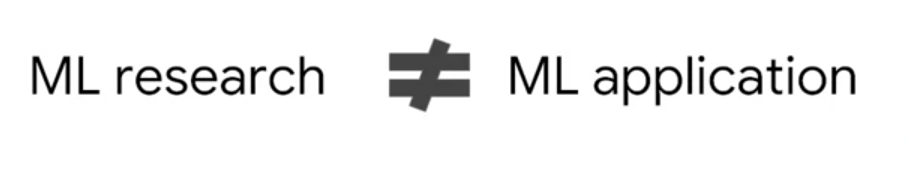 ML research ≠ ML application